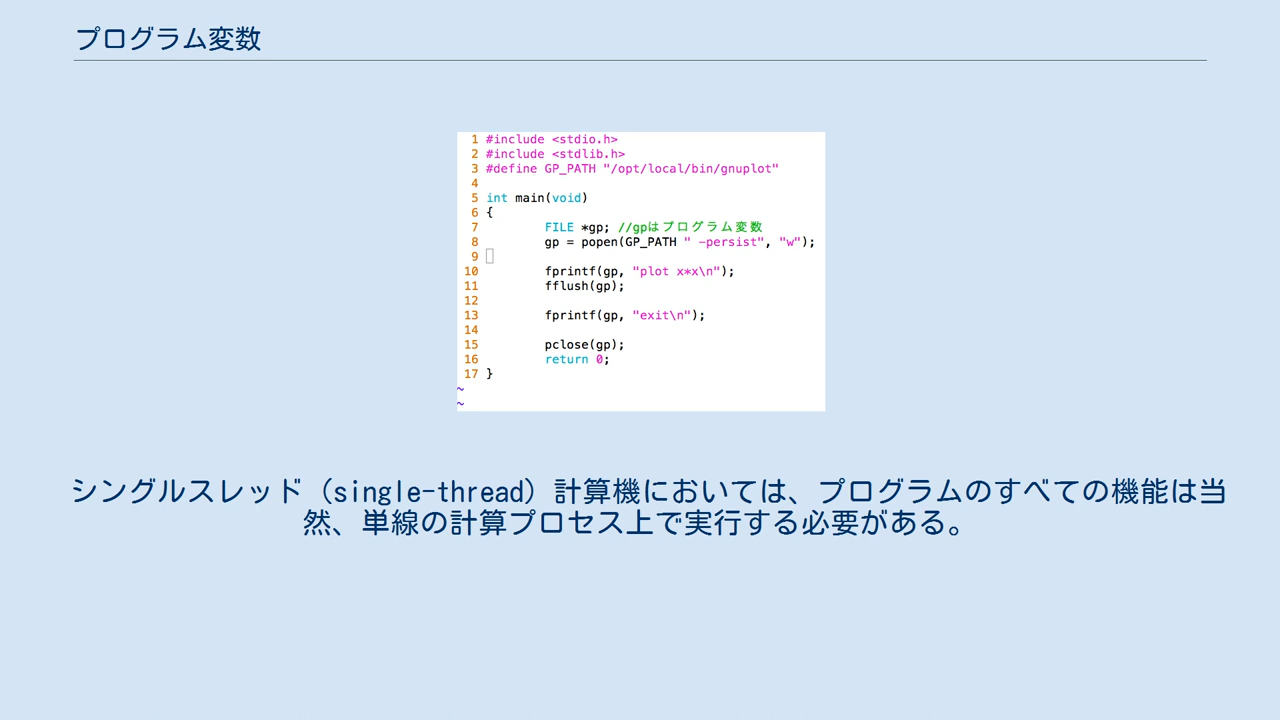 プログラム変数
1 #include <stdio.h>
2 #include <stdlib.h>
3 #define GP_PATH "/opt/local/bin/gnuplot"
4
5 int main(void)
6 {
7 FILE *gp; //gpはプログラム変数
8 gp = popen(GP_PATH " -persist", "w");
9
10 fprintf(gp, "plot x*x\n");
11 fflush(gp);
12
13 fprintf(gp, "exit\n");
14
15 pclose(gp);
16 return 0;
17 }
~
~
シングルスレッド（single-thread）計算機においては、プログラムのすべての機能は当
然、単線の計算プロセス上で実行する必要がある。